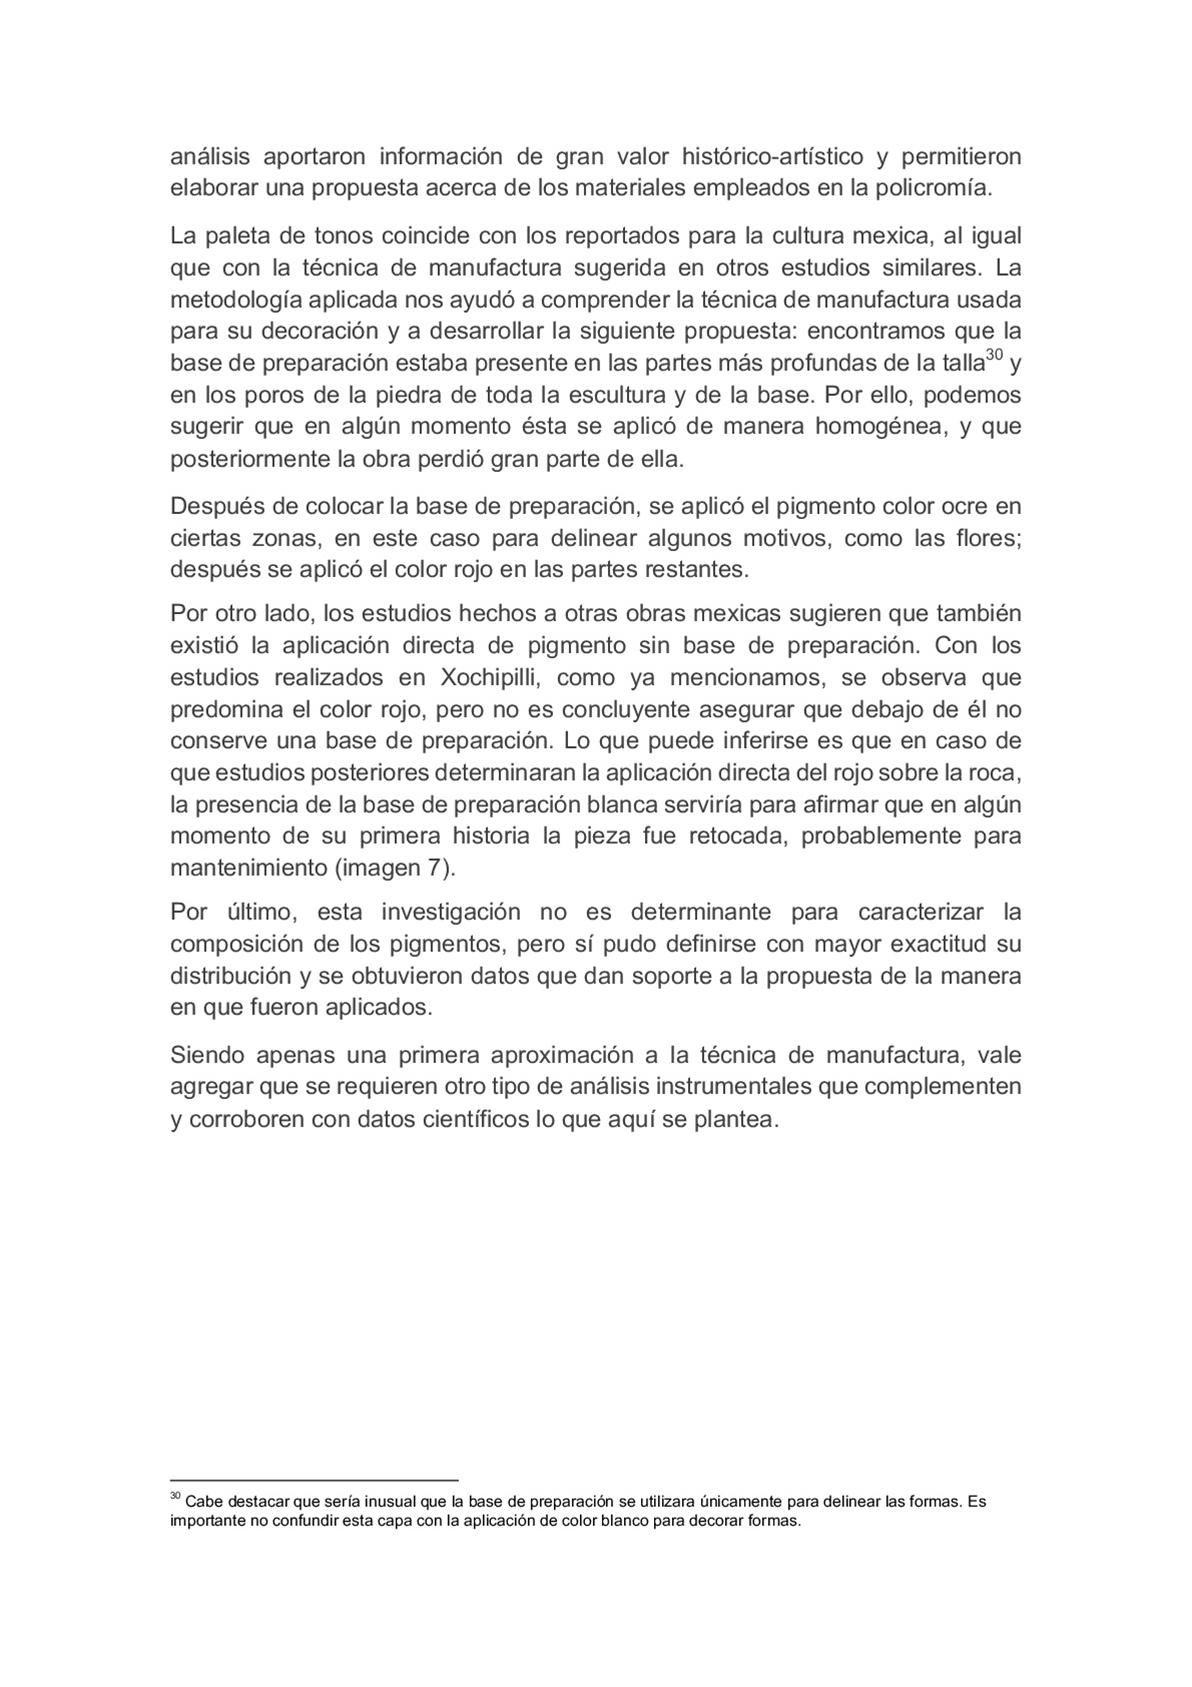 análisis aportaron información de gran valor histórico-artístico y permitieron
elaborar una propuesta acerca de los materiales empleados en la policromía.
La paleta de tonos coincide con los reportados para la cultura mexica, al igual
que con la técnica de manufactura sugerida en otros estudios similares. La
metodología aplicada nos ayudó a comprender la técnica de manufactura usada
para su decoración y a desarrollar la siguiente propuesta: encontramos que la
base de preparación estaba presente en las partes más profundas de la talla30 y
en los poros de la piedra de toda la escultura y de la base. Por ello, podemos
sugerir que en algún momento ésta se aplicó de manera homogénea, y que
posteriormente la obra perdió gran parte de ella.
Después de colocar la base de preparación, se aplicó el pigmento color ocre en
ciertas zonas, en este caso para delinear algunos motivos, como las flores;
después se aplicó el color rojo en las partes restantes.
Por otro lado, los estudios hechos a otras obras mexicas sugieren que también
existió la aplicación directa de pigmento sin base de preparación. Con los
estudios realizados en Xochipilli, como ya mencionamos, se observa que
predomina el color rojo, pero no es concluyente asegurar que debajo de él no
conserve una base de preparación. Lo que puede inferirse es que en caso de
que estudios posteriores determinaran la aplicación directa del rojo sobre la roca,
la presencia de la base de preparación blanca serviría para afirmar que en algún
momento de su primera historia la pieza fue retocada, probablemente para
mantenimiento (imagen 7).
Por último, esta investigación no es determinante para caracterizar la
composición de los pigmentos, pero sí pudo definirse con mayor exactitud su
distribución y se obtuvieron datos que dan soporte a la propuesta de la manera
en que fueron aplicados.
Siendo apenas una primera aproximación a la técnica de manufactura, vale
agregar que se requieren otro tipo de análisis instrumentales que complementen
y corroboren con datos científicos lo que aquí se plantea.
30 Cabe destacar que sería inusual que la base de preparación se utilizara únicamente para delinear las formas. Es
importante no confundir esta capa con la aplicación de color blanco para decorar formas.